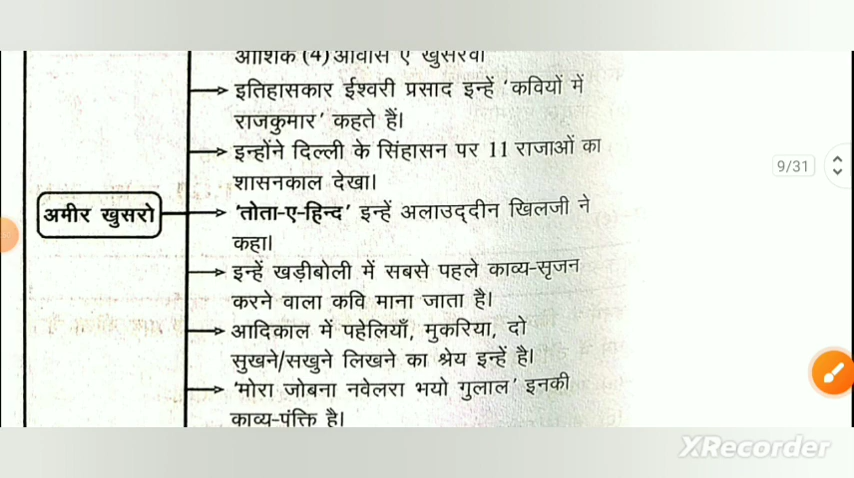 आशिक (4) आवास ए खुसरवी
इतिहासकार ईश्वरी प्रसाद इन्हें 'कवियों में
राजकुमार' कहते हैं।
इन्होंने दिल्ली के सिंहासन पर 11 राजाओं का
शासनकाल देखा।
9/31
अमीर खुसरो
'तोता-ए-हिन्द' इन्हें अलाउद्दीन खिलजी ने
कहा।
इन्हें खड़ीबोली में सबसे पहले काव्य-सृजन
करने वाला कवि माना जाता है।
आदिकाल में पहेलियाँ, मुकरिया, दो
सुखने/सखुने लिखने का श्रेय इन्हें है।
'मोरा जोबना नवेलरा भयो गुलाल' इनकी
काव्य-पंक्ति है।
XRecorder